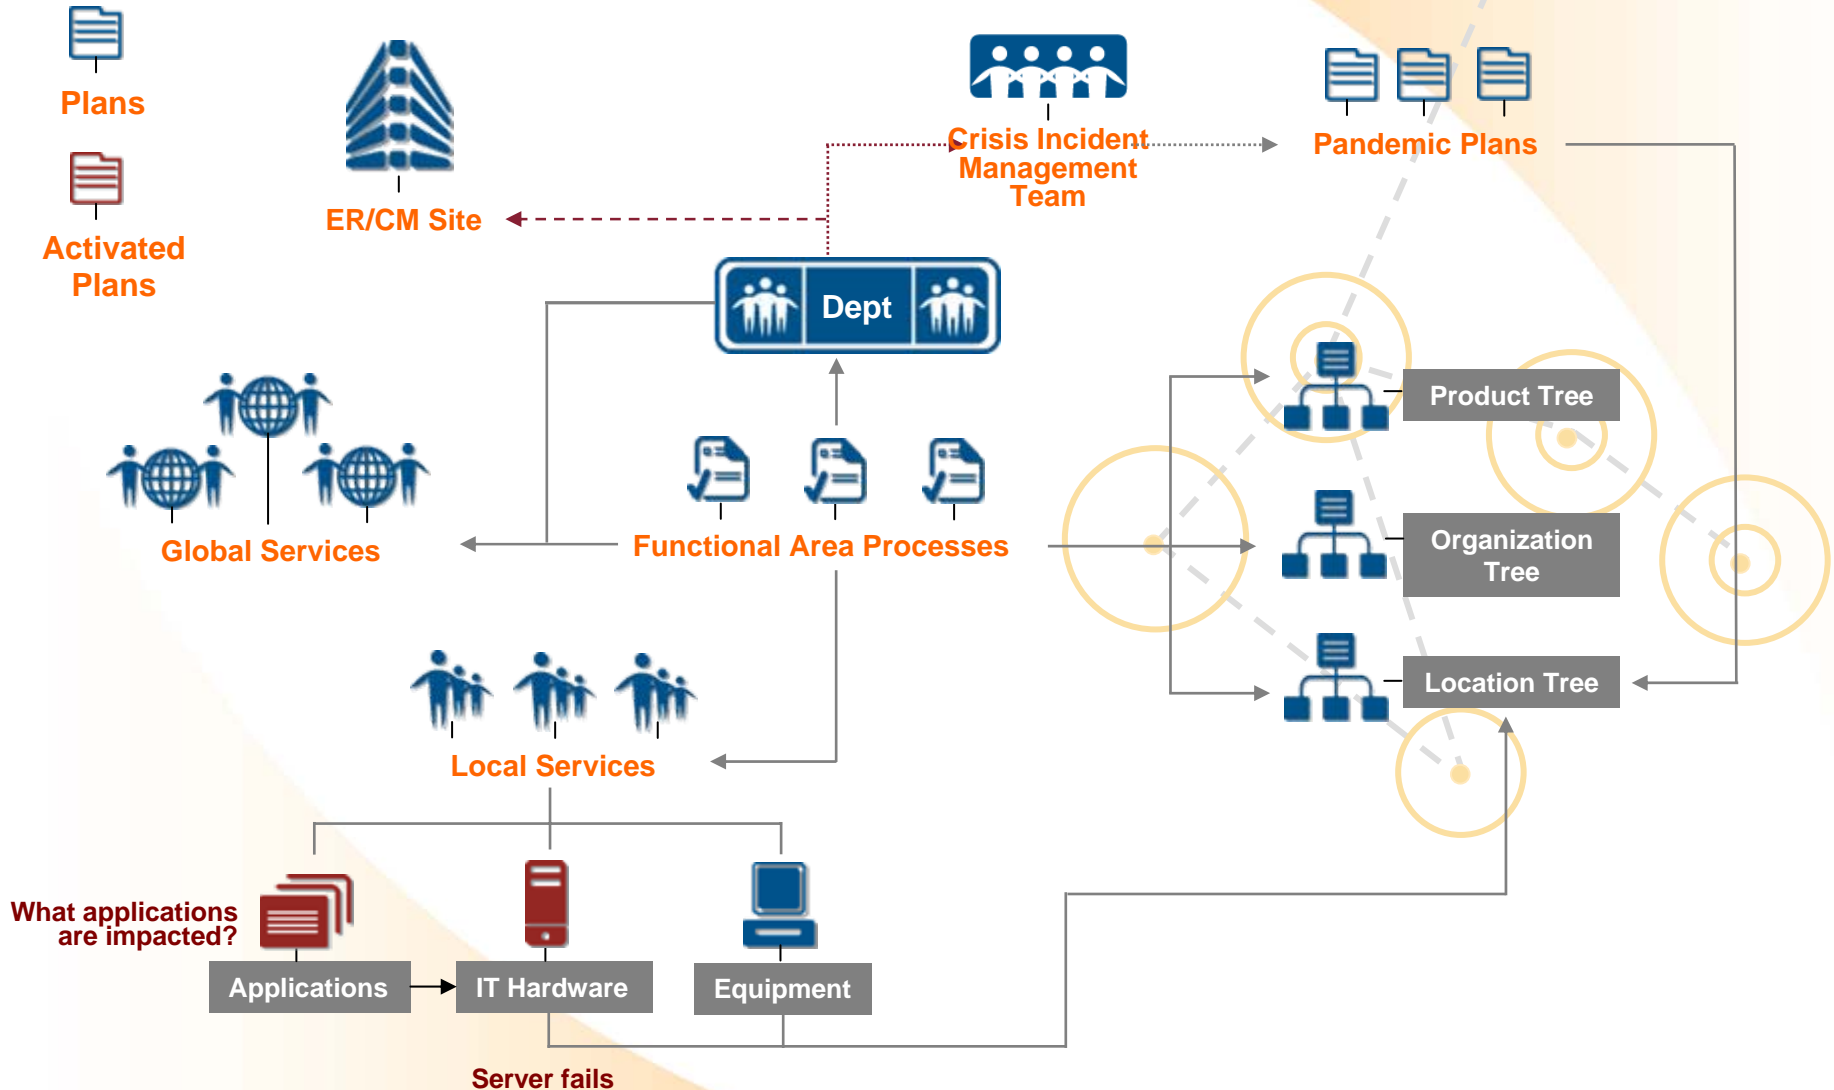 Plans
Activated
Plans
ER/CM Site
Crisis Incident
Management
Team
Pandemic Plans
Dept
Product Tree
Global Services
Functional Area Processes
Organization
Tree
Location Tree
Local Services
What applications
are impacted?
Applications
IT Hardware
Equipment
Server fails